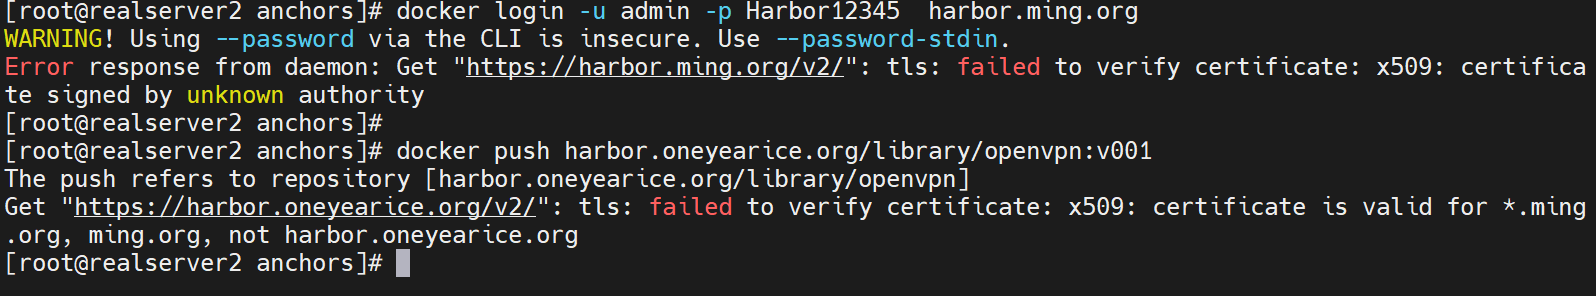 [root@realserver2 anchors]# docker login -u admin -p Harbor12345  harbor.ming.org
WARNING! Using --password via the CLI is insecure. Use --password-stdin.
Error response from daemon: Get "https://harbor.ming.org/v2/": tls: failed to verify certificate: x509: certifica
te signed by unknown authority
[root@realserver2 anchors]#
[root@realserver2 anchors]# docker push harbor.oneyearice.org/library/openvpn:v001
The push refers to repository [harbor.oneyearice.org/library/openvpn]
Get "https://harbor.oneyearice.org/v2/": tls: failed to verify certificate: x509: certificate is valid for *.ming
.org, ming.org, not harbor.oneyearice.org
[root@realserver2 anchors]#